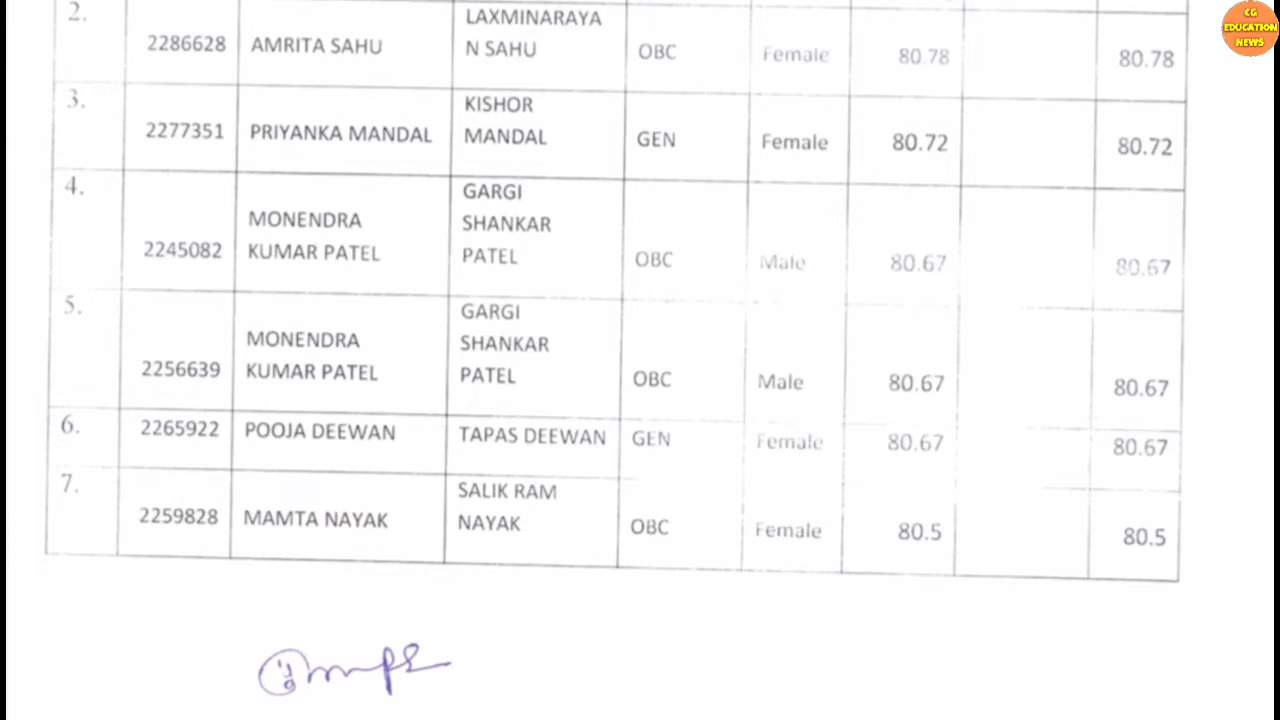 2.
2286628 AMRITA SAHU LAXMINARAYA
N SAHU OBC Female 80.78 80.78
3.
2277351 PRIYANKA MANDAL KISHOR
MANDAL GEN Female 80.72 80.72
4.
2245082 MONENDRA
KUMAR PATEL GARGI
SHANKAR
PATEL OBC Male 80.67 80.67
5.
2256639 MONENDRA
KUMAR PATEL GARGI
SHANKAR
PATEL OBC Male 80.67 80.67
6. 2265922 POOJA DEEWAN TAPAS DEEWAN GEN Female 80.67 80.67
7.
2259828 MAMTA NAYAK SALIK RAM
NAYAK OBC Female 80.5 80.5
CG
EDUCATION
NEWS